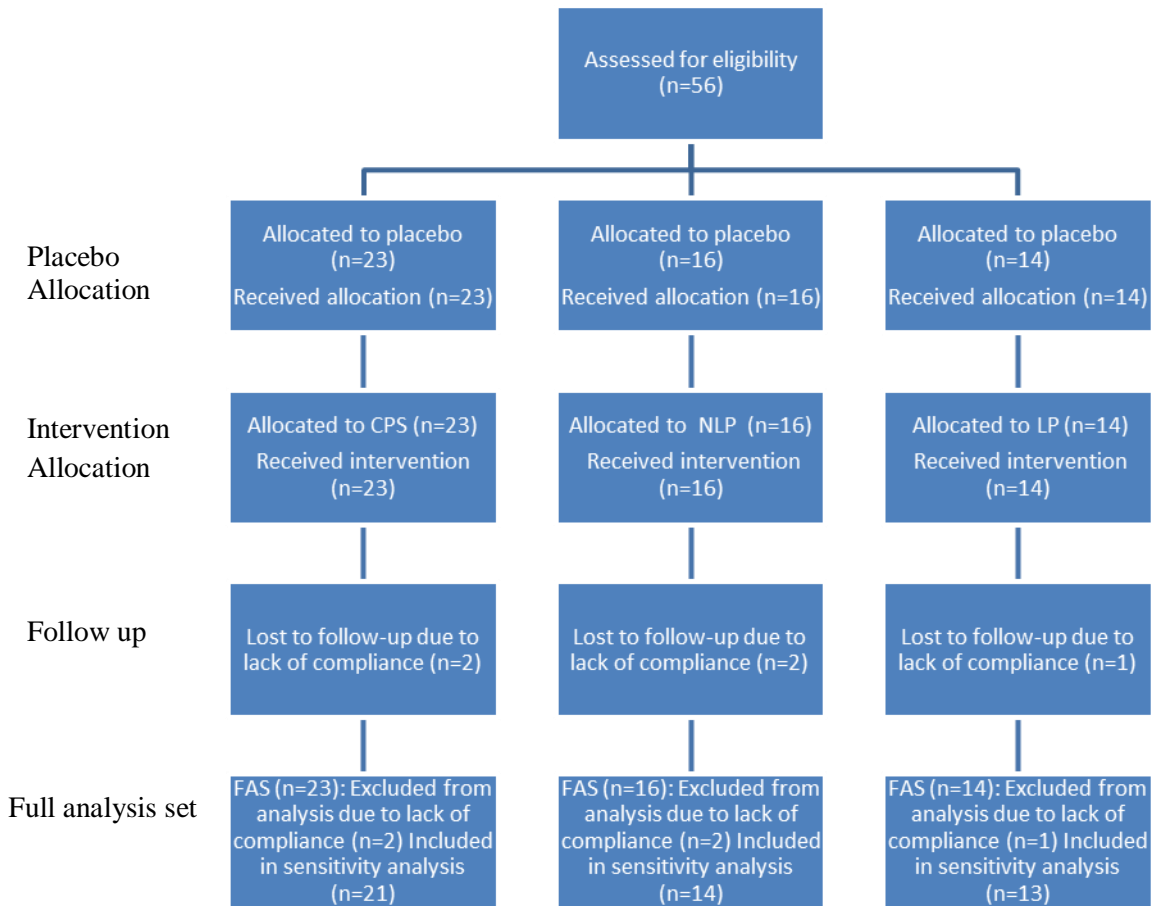 Assessed for eligibility
(n=56)
Placebo
Allocation
Allocated to placebo
(n=23)
Received allocation (n=23)
Allocated to placebo
(n=16)
Received allocation (n=16)
Allocated to placebo
(n=14)
Received allocation (n=14)
Intervention
Allocation
Allocated to CPS (n=23)
Received intervention
(n=23)
Allocated to NLP (n=16)
Received intervention
(n=16)
Allocated to LP (n=14)
Received intervention
(n=14)
Follow up
Lost to follow-up due to
lack of compliance (n=2)
Lost to follow-up due to
lack of compliance (n=2)
Lost to follow-up due to
lack of compliance (n=1)
Full analysis set
FAS (n=23): Excluded from
analysis due to lack of
compliance (n=2) Included
in sensitivity analysis
(n=21)
FAS (n=16): Excluded from
analysis due to lack of
compliance (n=2) Included
in sensitivity analysis
(n=14)
FAS (n=14): Excluded from
analysis due to lack of
compliance (n=1) Included
in sensitivity analysis
(n=13)